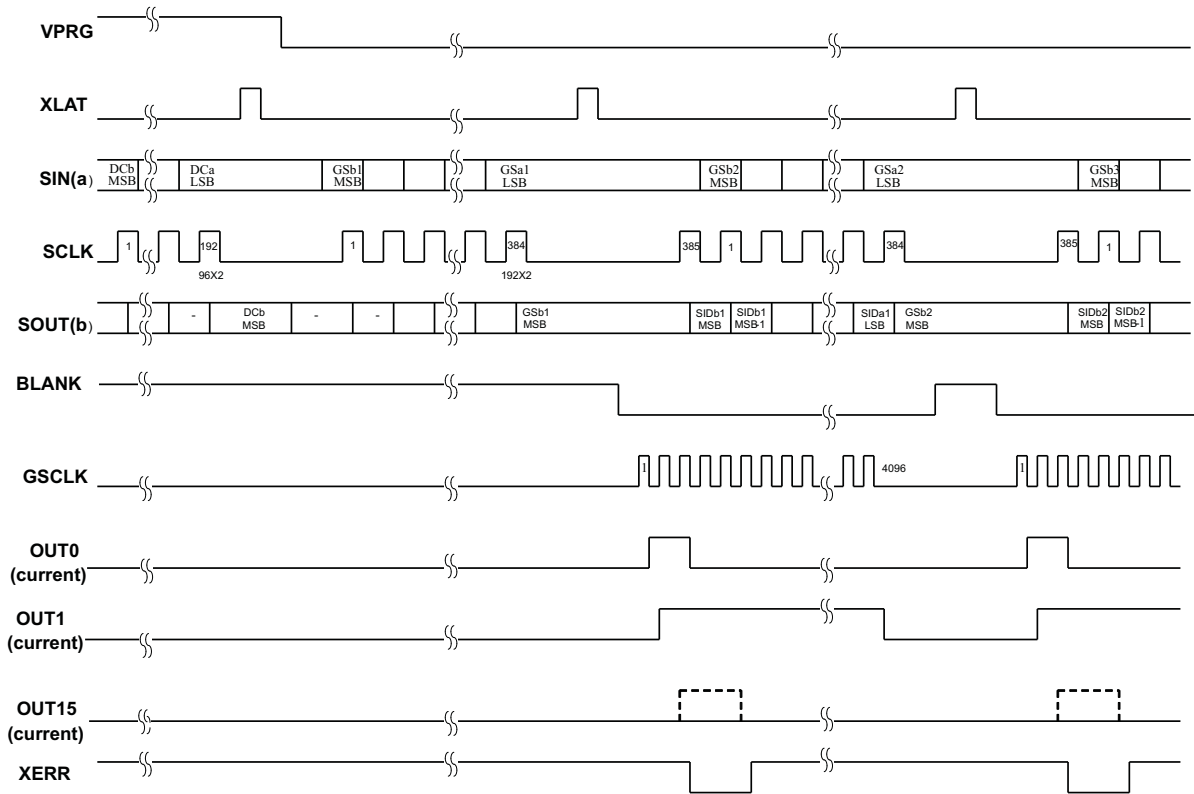 VPRG
XLAT
DCb
MSB
DCa
LSB
GSb1
MSB
GSa1
LSB
GSb2
MSB
GSa2
LSB
GSb3
MSB
SIN(a)
SCLK
1
192
1
384
385
1
384
385
1
96X2
192X2
SOUT(b)
-
DCb
MSB
-
-
GSb1
MSB
SIDb1
MSB
SIDb1
MSB-1
SIDa1
LSB
GSb2
MSB
SIDb2
MSB
SIDb2
MSB-1
BLANK
GSCLK
1
4096
1
OUT0
(current)
OUT1
(current)
OUT15
(current)
XERR